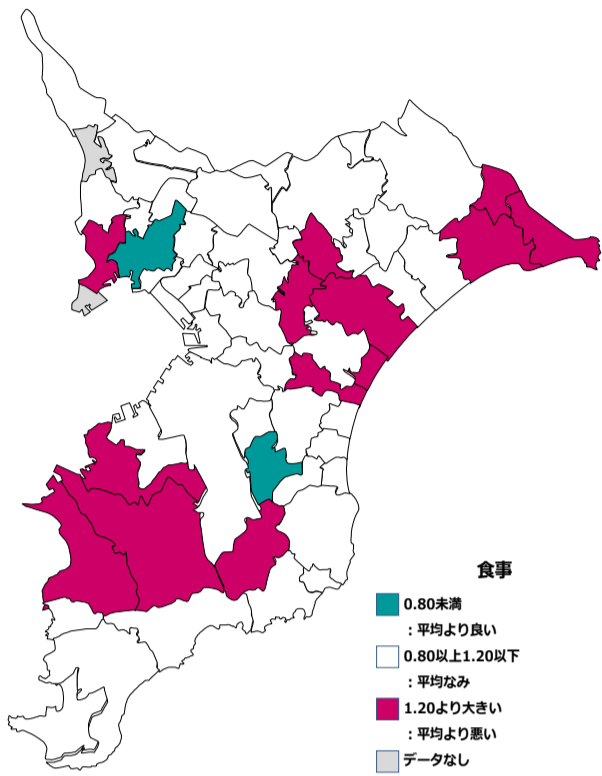 食事
0.80未満
：平均より良い
0.80以上1.20以下
：平均なみ
1.20より大きい
：平均より悪い
データなし